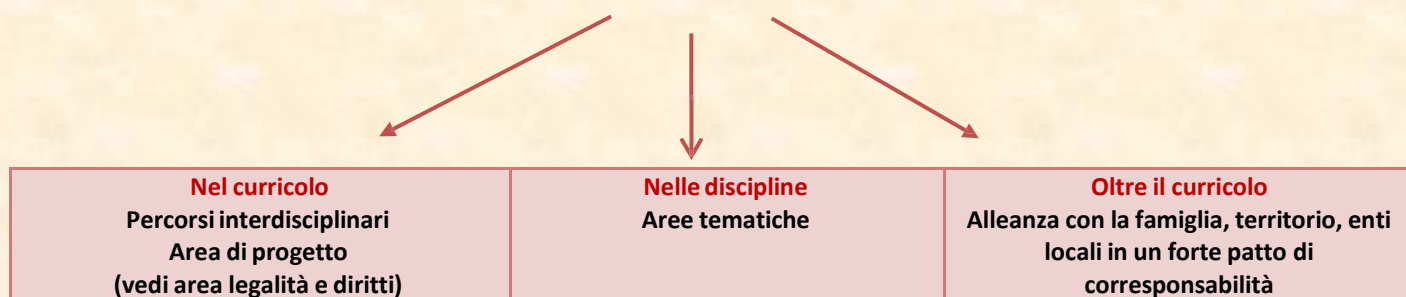 Nel curricolo
Percorsi interdisciplinari
Area di progetto
(vedi area legalità e diritti)
Nelle discipline
Aree tematiche
Oltre il curricolo
Alleanza con la famiglia, territorio, enti
locali in un forte patto di
corresponsabilità